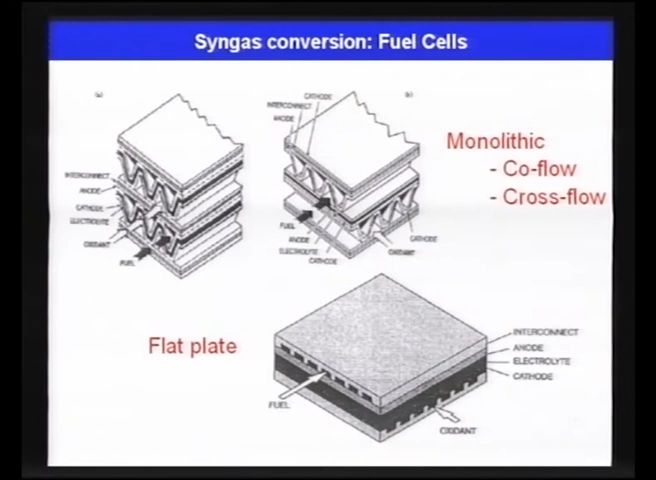 Syngas conversion: Fuel Cells
(a)
INTERCONNECT
ANODE
CATHODE
ELECTROLYTE
OXIDANT
FUEL
(b)
CATHODE
INTERCONNECT
ANODE
FUEL
ANODE
ELECTROLYTE
CATHODE
CATHODE
OXIDANT
Monolithic
- Co-flow
- Cross-flow
Flat plate
INTERCONNECT
ANODE
ELECTROLYTE
CATHODE
FUEL
OXIDANT